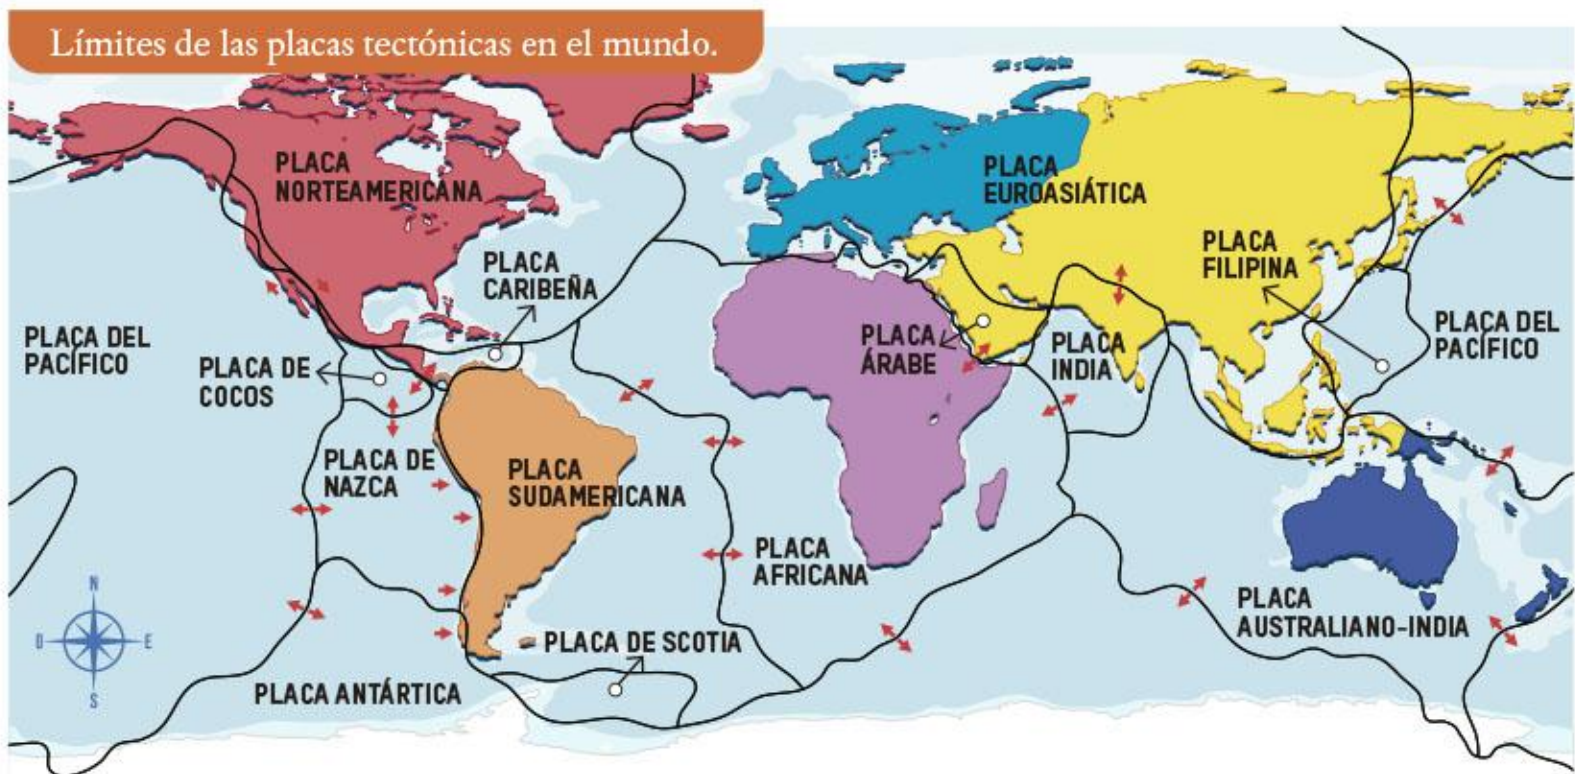 Límites de las placas tectónicas en el mundo.
PLACA
NORTEAMERICANA
PLACA
EUROASIÁTICA
PLACA
CARIBEÑA
PLACA
FILIPINA
PLACA DEL
PACÍFICO
PLACA DE
COCOS
PLACA
ÁRABE
PLACA
INDIA
PLACA DEL
PACÍFICO
PLACA DE
NAZCA
PLACA
SUDAMERICANA
PLACA
AFRICANA
PLACA
AUSTRALIANO-INDIA
PLACA DE SCOTIA
PLACA ANTÁRTICA
N
O
E
S